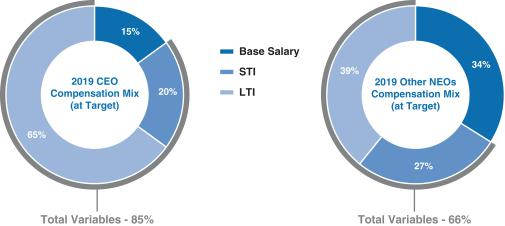 15%
20%
65%
2019 CEO
Compensation Mix
(at Target)
Total Variables - 85%
Base Salary
STI
LTI
34%
27%
39%
2019 Other NEOs
Compensation Mix
(at Target)
Total Variables - 66%